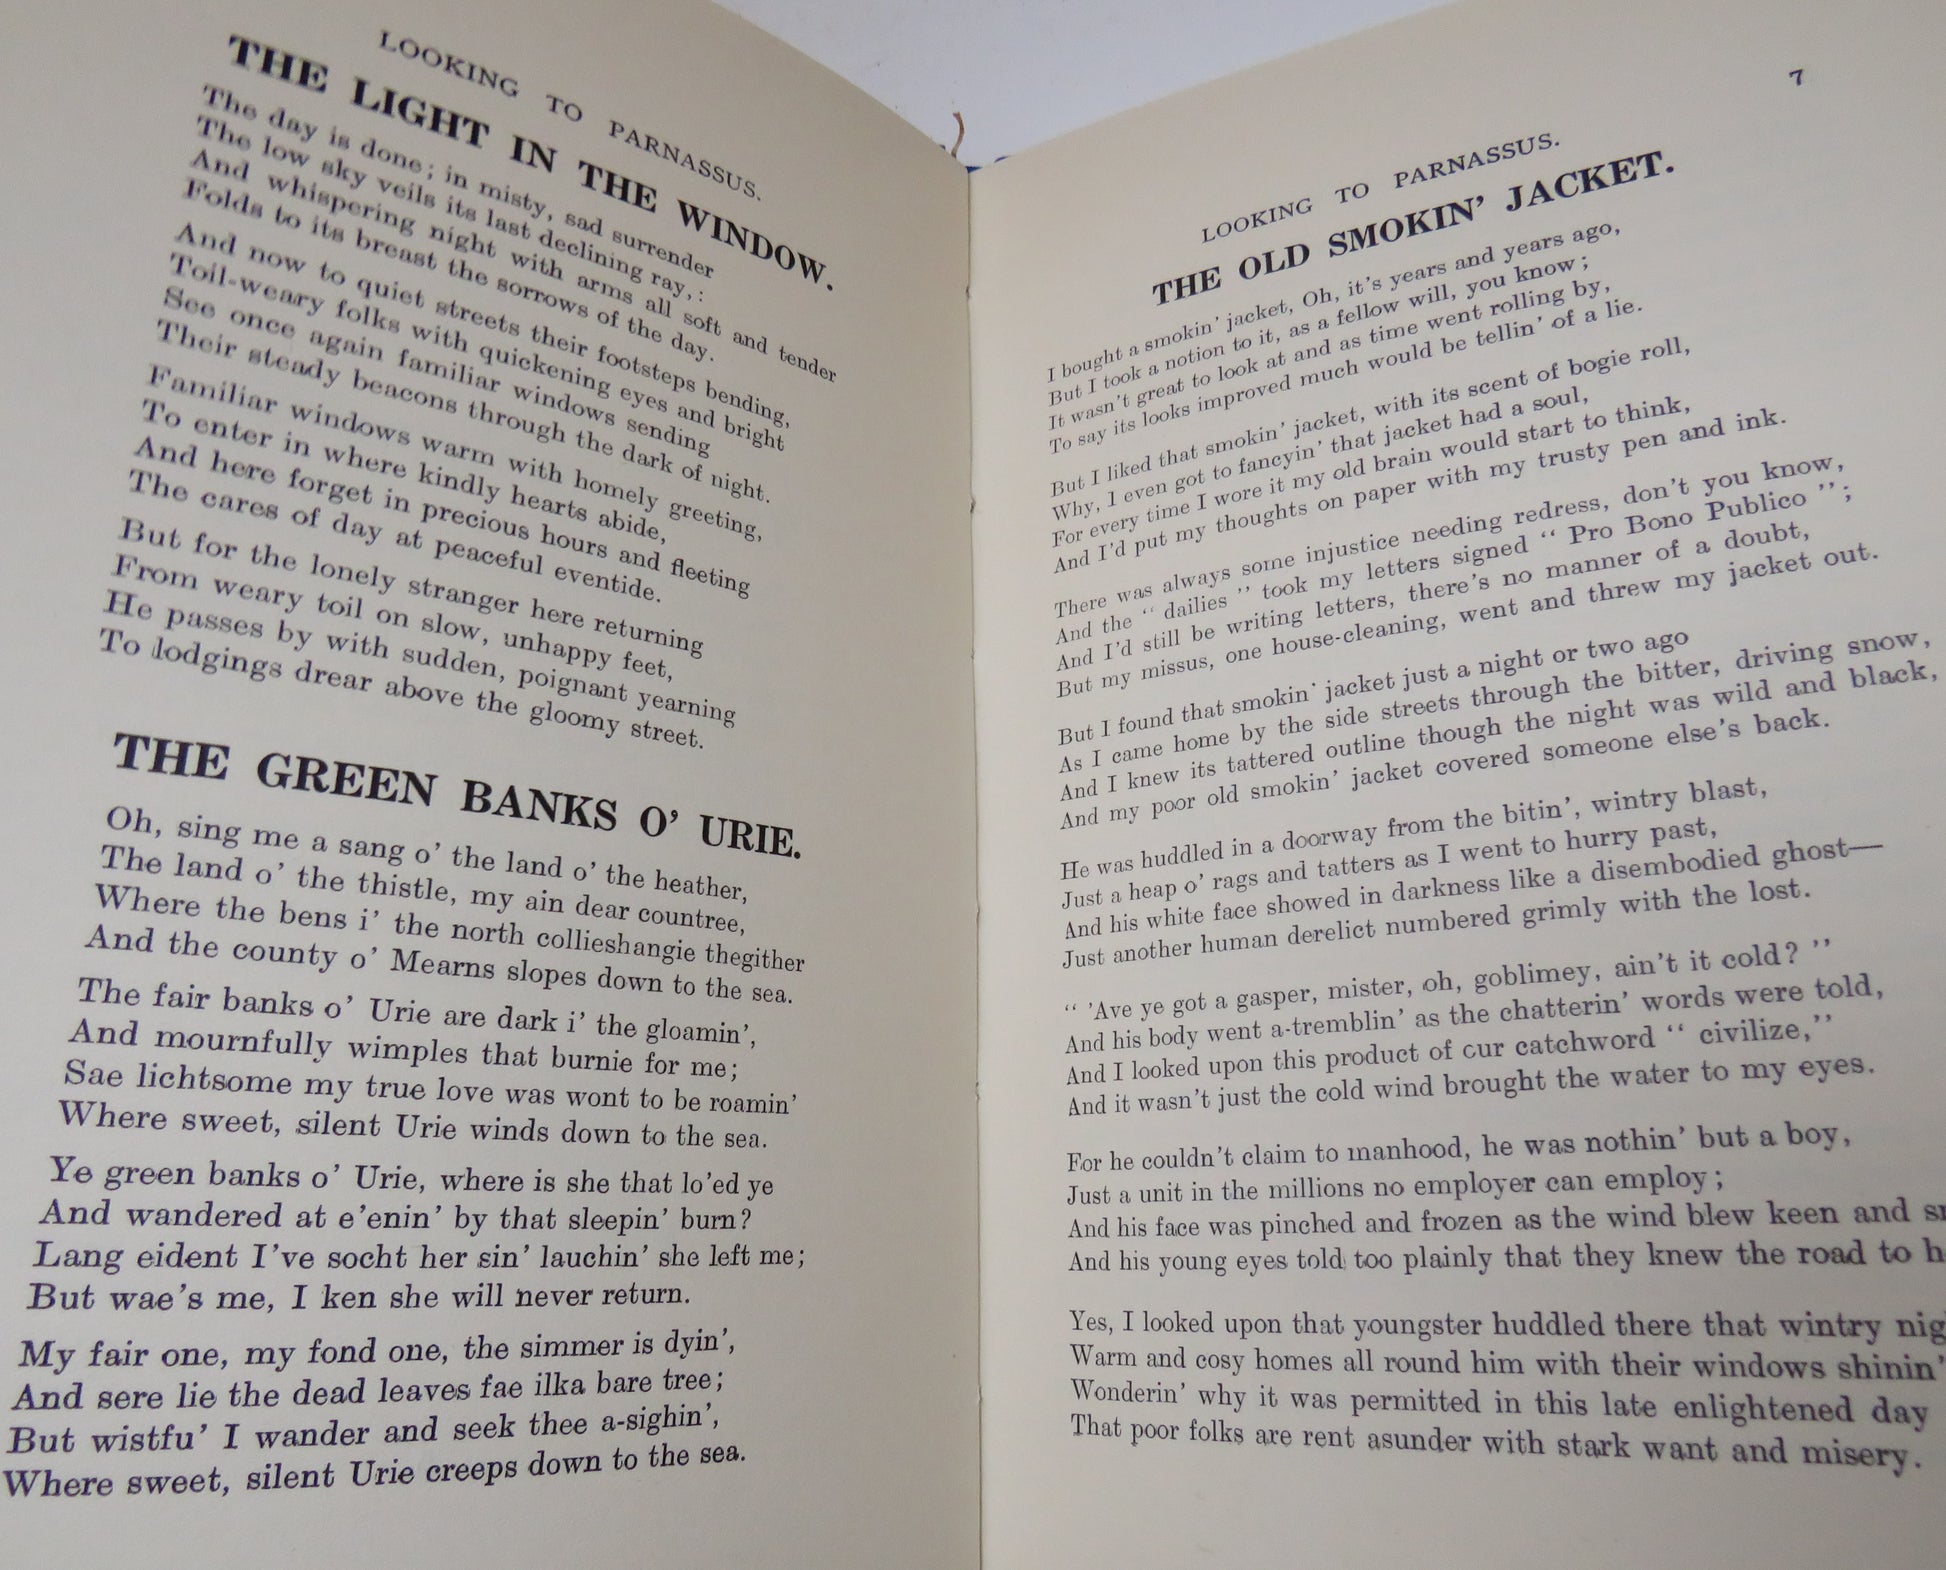 LOOKING TO PARNASSUS.
THE LIGHT IN THE WINDOW.
The day is done; in misty, sad surrender
The low sky veils its last declining ray,:
And whispering night with arms all soft and tender
Folds to its breast the sorrows of the day.
And now to quiet streets their footsteps bending,
Toil-weary folks with quickening eyes and bright
See once again familiar windows sending
Their steady beacons through the dark of night.
Familiar windows warm with homely greeting,
To enter in where kindly hearts abide,
And here forget in precious hours and fleeting
The cares of day at peaceful eventide.
But for the lonely stranger here returning
From weary toil on slow, unhappy feet,
He passes by with sudden, poignant yearning
To lodgings drear above the gloomy street.
THE GREEN BANKS O' URIE.
Oh, sing me a sang o' the land o' the heather,
The land o' the thistle, my ain dear countree,
Where the bens i' the north collieshangie thegither
And the county o' Mearns slopes down to the sea.
The fair banks o' Urie are dark i' the gloamin',
And mournfully wimples that burnie for me;
Sae lichtsome my true love was wont to be roamin'
Where sweet, silent Urie winds down to the sea.
Ye green banks o' Urie, where is she that lo'ed ye
And wandered at e'enin' by that sleepin' burn?
Lang eident I've socht her sin' lauchin' she left me;
But wae's me, I ken she will never return.
My fair one, my fond one, the simmer is dyin',
And sere lie the dead leaves fae ilka bare tree;
But wistfu' I wander and seek thee a-sighin',
Where sweet, silent Urie creeps down to the sea.
7
LOOKING TO PARNASSUS.
THE OLD SMOKIN' JACKET.
I bought a smokin' jacket, Oh, it's years and years ago,
But I took a notion to it, as a fellow will, you know;
It wasn't great to look at and as time went rolling by,
To say its looks improved much would be tellin' of a lie.
But I liked that smokin' jacket, with its scent of bogie roll,
Why, I even got to fancyin' that jacket had a soul,
For every time I wore it my old brain would start to think,
And I'd put my thoughts on paper with my trusty pen and ink.
There was always some injustice needing redress, don't you know,
And the "dailies" took my letters signed "Pro Bono Publico";
And I'd still be writing letters, there's no manner of a doubt,
But my missus, one house-cleaning, went and threw my jacket out.
But I found that smokin' jacket just a night or two ago
As I came home by the side streets through the bitter, driving snow,
And I knew its tattered outline though the night was wild and black,
And my poor old smokin' jacket covered someone else's back.
He was huddled in a doorway from the bitin', wintry blast,
Just a heap o' rags and tatters as I went to hurry past,
And his white face showed in darkness like a disembodied ghost—
Just another human derelict numbered grimly with the lost.
"'Ave ye got a gasper, mister, oh, goblimey, ain't it cold?"
And his body went a-tremblin' as the chatterin' words were told,
And I looked upon this product of our catchword "civilize,"
And it wasn't just the cold wind brought the water to my eyes.
For he couldn't claim to manhood, he was nothin' but a boy,
Just a unit in the millions no employer can employ;
And his face was pinched and frozen as the wind blew keen and
And his young eyes told too plainly that they knew the road to
Yes, I looked upon that youngster huddled there that wintry
Warm and cosy homes all round him with their windows shinin'
Wonderin' why it was permitted in this late enlightened day
That poor folks are rent asunder with stark want and misery.